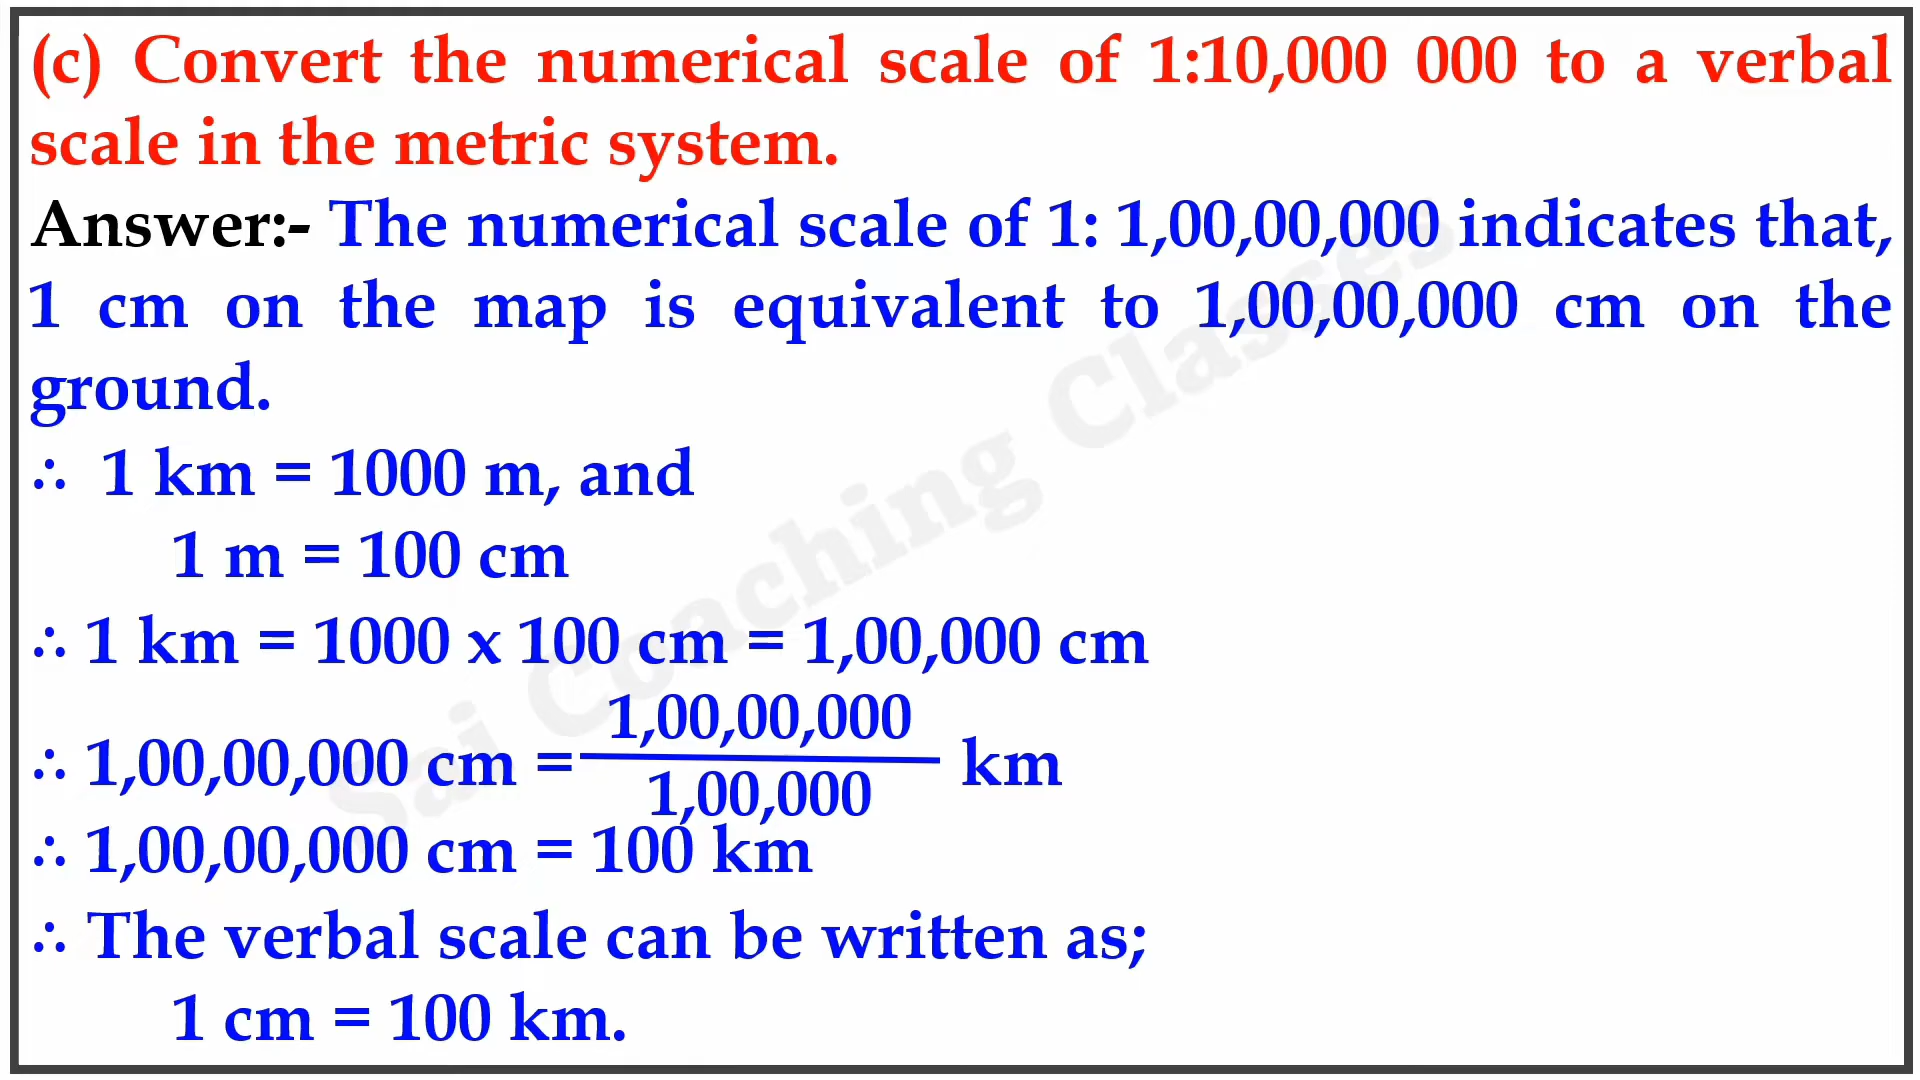 (c) Convert the numerical scale of 1:10,000 000 to a verbal
scale in the metric system.
Answer:- The numerical scale of 1: 1,00,00,000 indicates that,
1 cm on the map is equivalent to 1,00,00,000 cm on the
ground.
∴ 1 km = 1000 m, and
1 m = 100 cm
∴ 1 km = 1000 x 100 cm = 1,00,000 cm
∴ 1,00,00,000 cm = 1,00,00,000 / 1,00,000 km
∴ 1,00,00,000 cm = 100 km
∴ The verbal scale can be written as;
1 cm = 100 km.
Sai Coaching Classes